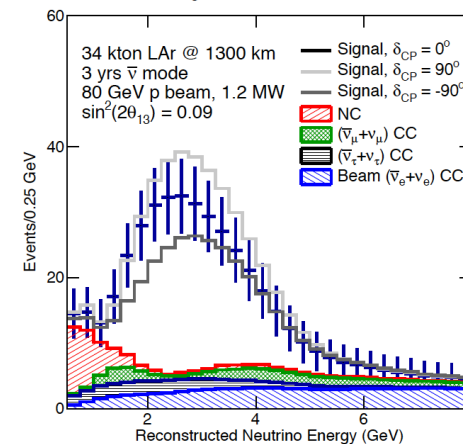 60
40
20
0
Events/0.25 GeV
34 kton LAr @ 1300 km
3 yrs ν̅ mode
80 GeV p beam, 1.2 MW
sin²(2θ₁₃) = 0.09
Signal, δCP = 0°
Signal, δCP = 90°
Signal, δCP = -90°
NC
(ν̅μ+νμ) CC
(ν̅τ+ντ) CC
Beam (ν̅e+νe) CC
2 4 6
Reconstructed Neutrino Energy (GeV)